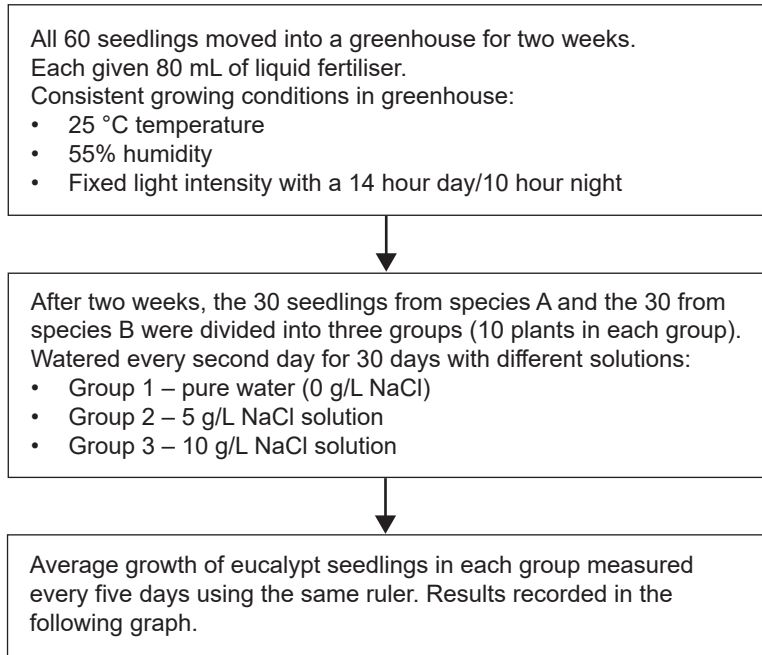 All 60 seedlings moved into a greenhouse for two weeks.
Each given 80 mL of liquid fertiliser.
Consistent growing conditions in greenhouse:
• 25 °C temperature
• 55% humidity
• Fixed light intensity with a 14 hour day/10 hour night
After two weeks, the 30 seedlings from species A and the 30 from
species B were divided into three groups (10 plants in each group).
Watered every second day for 30 days with different solutions:
• Group 1 – pure water (0 g/L NaCl)
• Group 2 – 5 g/L NaCl solution
• Group 3 – 10 g/L NaCl solution
Average growth of eucalypt seedlings in each group measured
every five days using the same ruler. Results recorded in the
following graph.